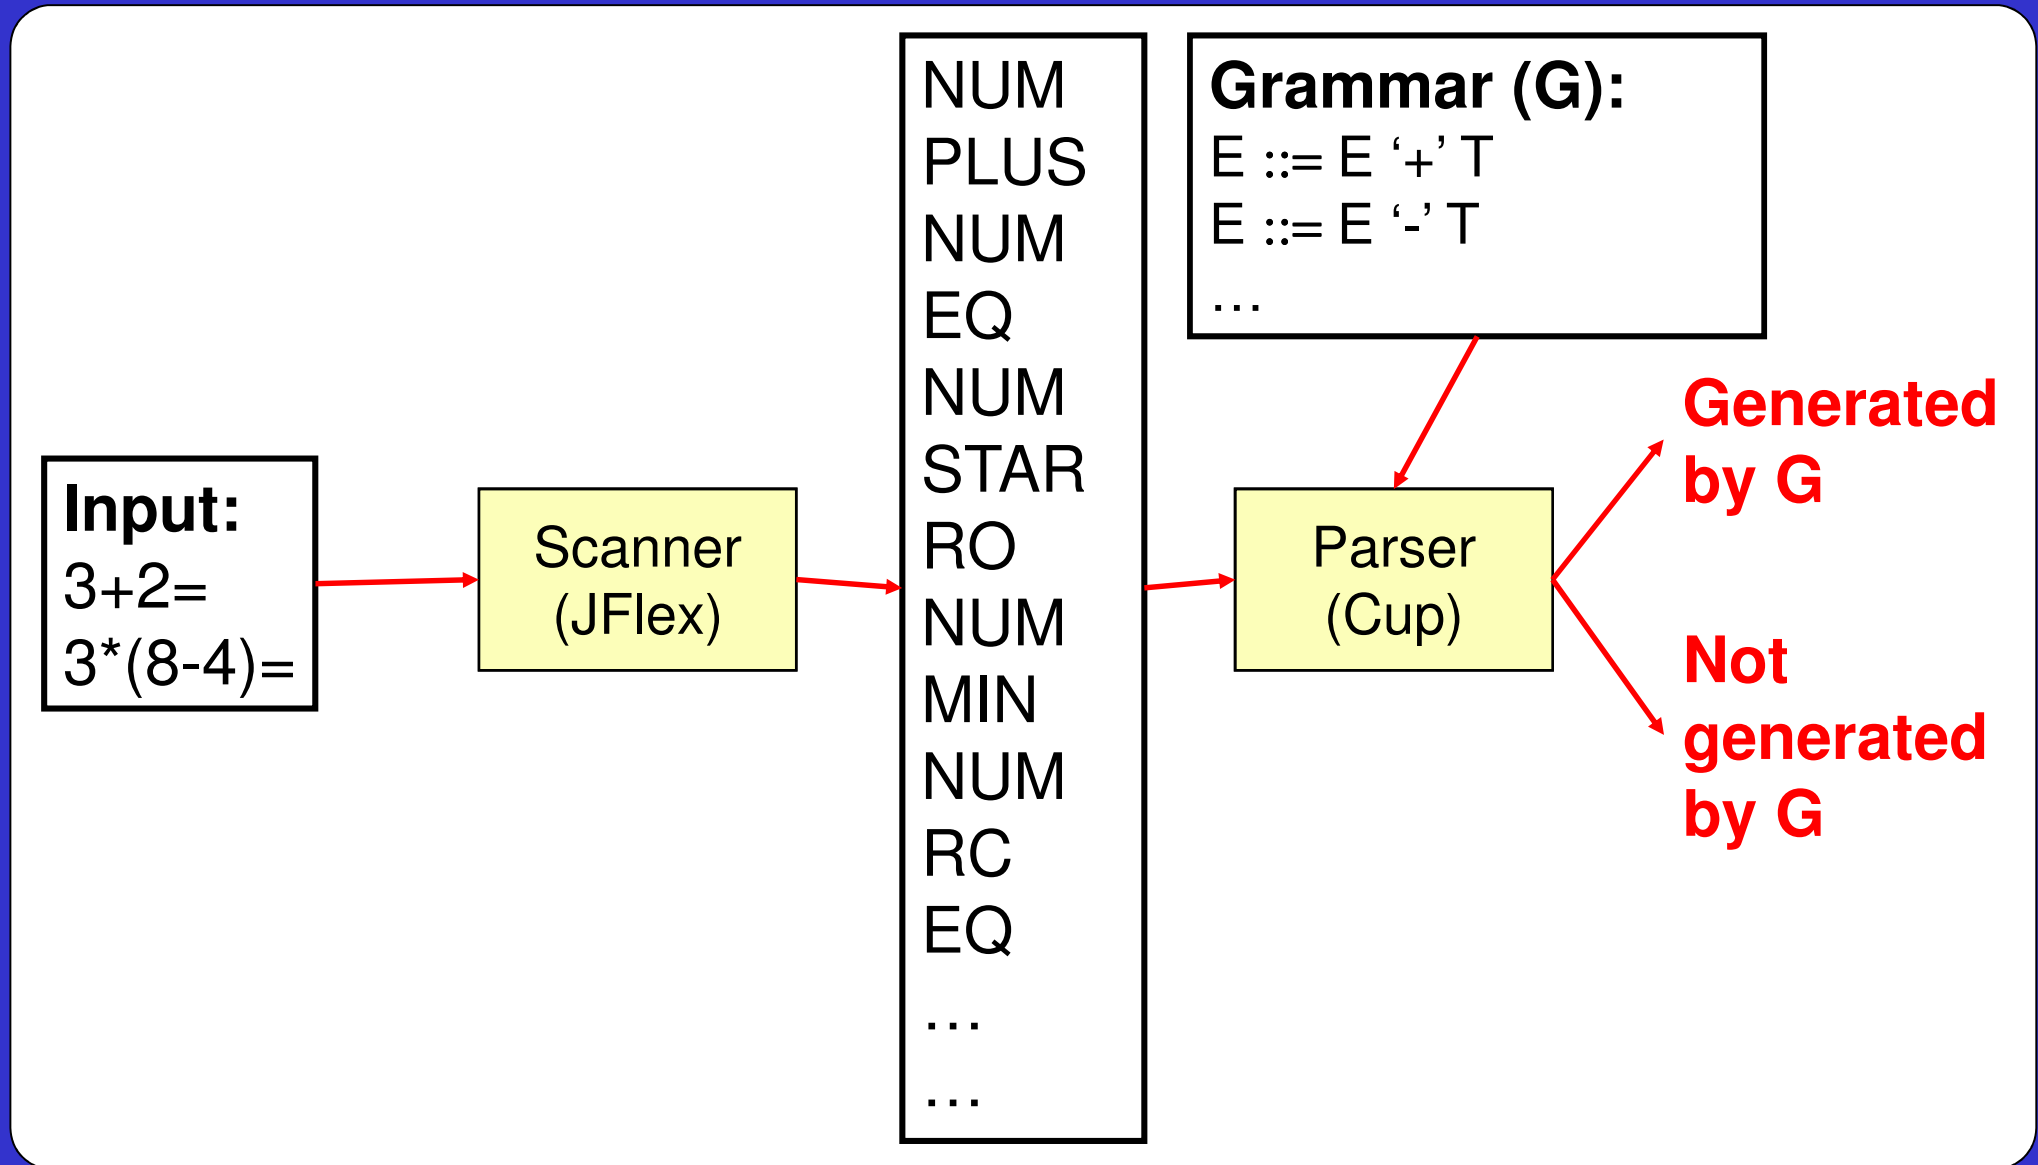 Input:
3+2=
3*(8-4)=
Scanner
(JFlex)
NUM
PLUS
NUM
EQ
NUM
STAR
RO
NUM
MIN
NUM
RC
EQ
…
…
Grammar (G):
E ::= E ‘+’ T
E ::= E ‘-’ T
…
Parser
(Cup)
Generated
by G
Not
generated
by G